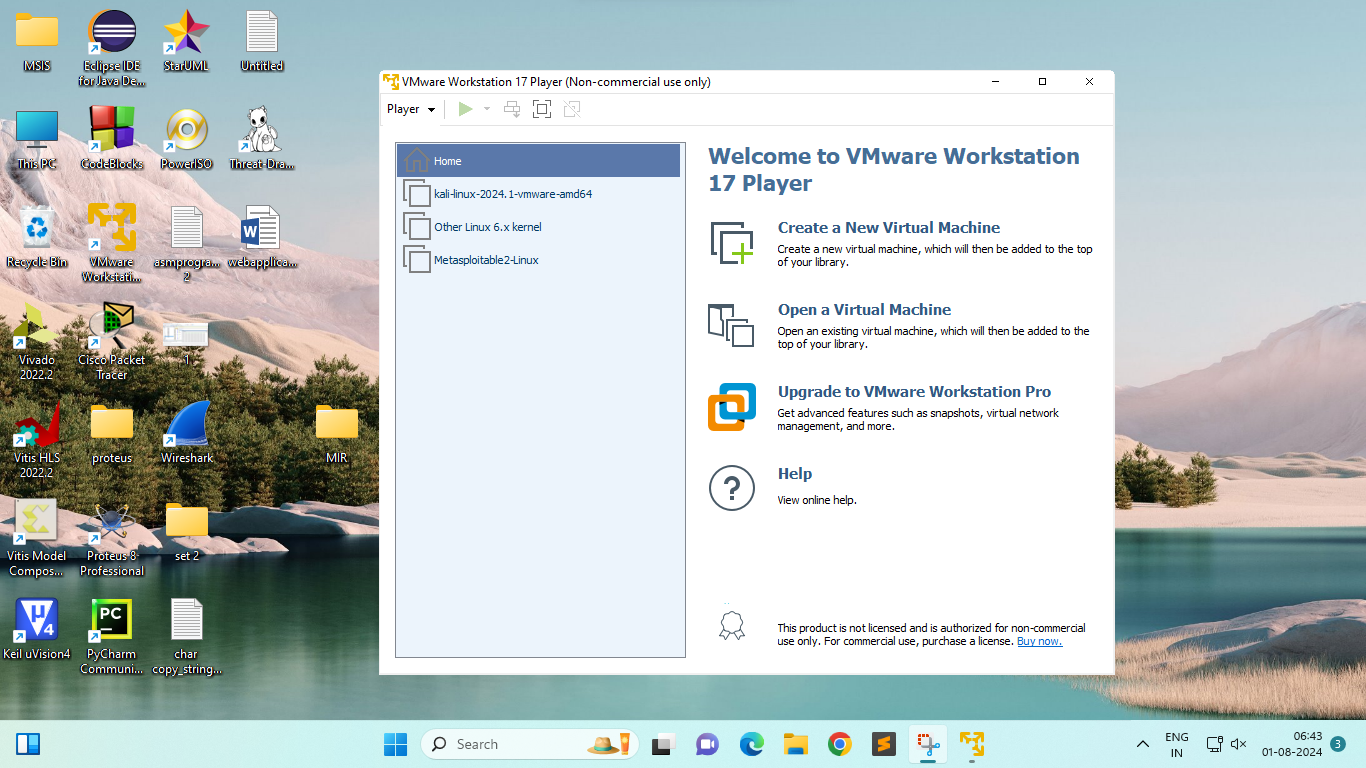 MSIS
Eclipse IDE
for Java De...
StarUML
Untitled
This PC
CodeBlocks
PowerISO
Threat-Dra...
Recycle Bin
VMware
Workstati...
asmprogra...
2
webapplica...
Vivado
2022.2
Cisco Packet
Tracer
1
Vitis HLS
2022.2
proteus
Wireshark
MIR
Vitis Model
Compos...
Proteus 8
Professional
set 2
Keil uVision4
PyCharm
Communi...
char
copy_string...
VMware Workstation 17 Player (Non-commercial use only)
Player
Home
kali-linux-2024.1-vmware-amd64
Other Linux 6.x kernel
Metasploitable2-Linux
Welcome to VMware Workstation
17 Player
Create a New Virtual Machine
Create a new virtual machine, which will then be added to the top
of your library.
Open a Virtual Machine
Open an existing virtual machine, which will then be added to the
top of your library.
Upgrade to VMware Workstation Pro
Get advanced features such as snapshots, virtual network
management, and more.
?
Help
View online help.
This product is not licensed and is authorized for non-commercial
use only. For commercial use, purchase a license. Buy now.
Search
ENG
IN
06:43
01-08-2024
3